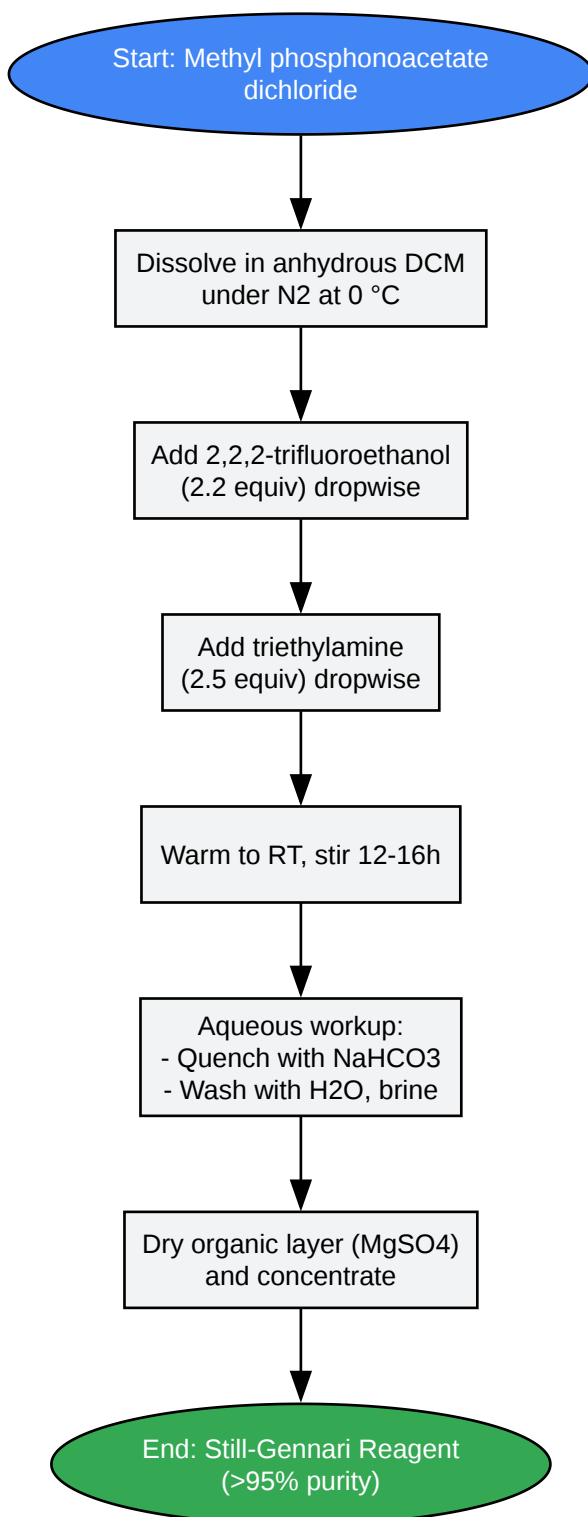 Start: Methyl phosphonoacetate
dichloride
Dissolve in anhydrous DCM
under N2 at 0 °C
Add 2,2,2-trifluoroethanol
(2.2 equiv) dropwise
Add triethylamine
(2.5 equiv) dropwise
Warm to RT, stir 12-16h
Aqueous workup:
- Quench with NaHCO3
- Wash with H2O, brine
Dry organic layer (MgSO4)
and concentrate
End: Still-Gennari Reagent
(>95% purity)